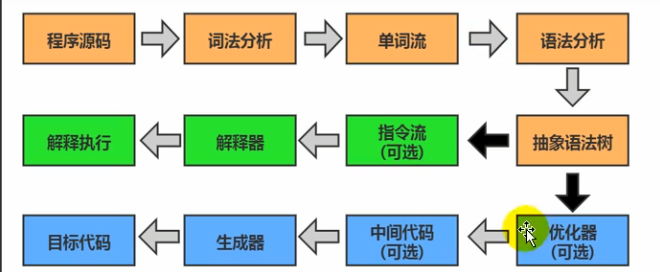 程序源码
词法分析
单词流
语法分析
解释执行
解释器
指令流
(可选)
抽象语法树
目标代码
生成器
中间代码
(可选)
优化器
(可选)